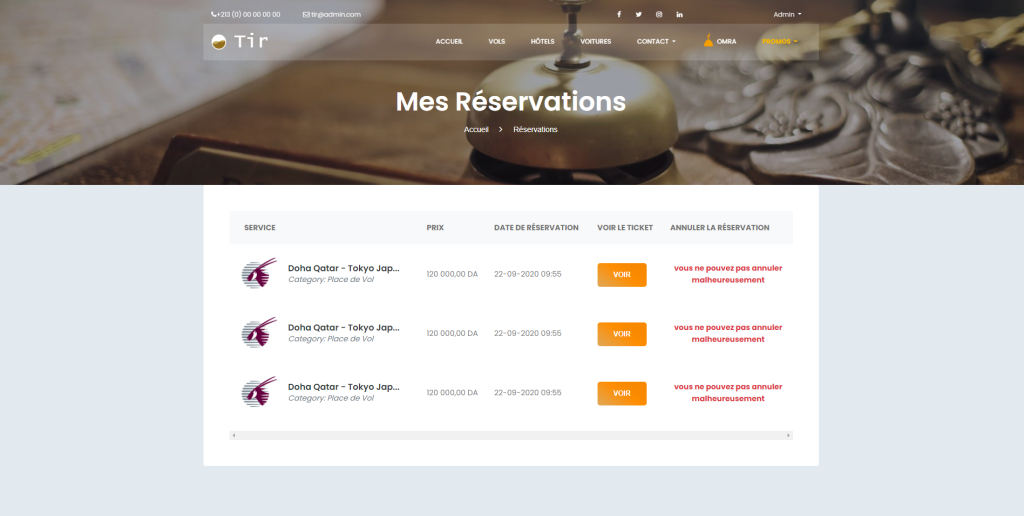 +213 (0) 00 00 00 00 tir@admin.com Admin
Tir ACCUEIL VOLS HÔTELS VOITURES CONTACT OMRA PROMOS
Mes Réservations
Accueil > Réservations
SERVICE PRIX DATE DE RÉSERVATION VOIR LE TICKET ANNULER LA RÉSERVATION
Doha Qatar - Tokyo Jap...
Category: Place de Vol
120 000,00 DA 22-09-2020 09:55 VOIR
vous ne pouvez pas annuler
malheureusement
Doha Qatar - Tokyo Jap...
Category: Place de Vol
120 000,00 DA 22-09-2020 09:55 VOIR
vous ne pouvez pas annuler
malheureusement
Doha Qatar - Tokyo Jap...
Category: Place de Vol
120 000,00 DA 22-09-2020 09:55 VOIR
vous ne pouvez pas annuler
malheureusement